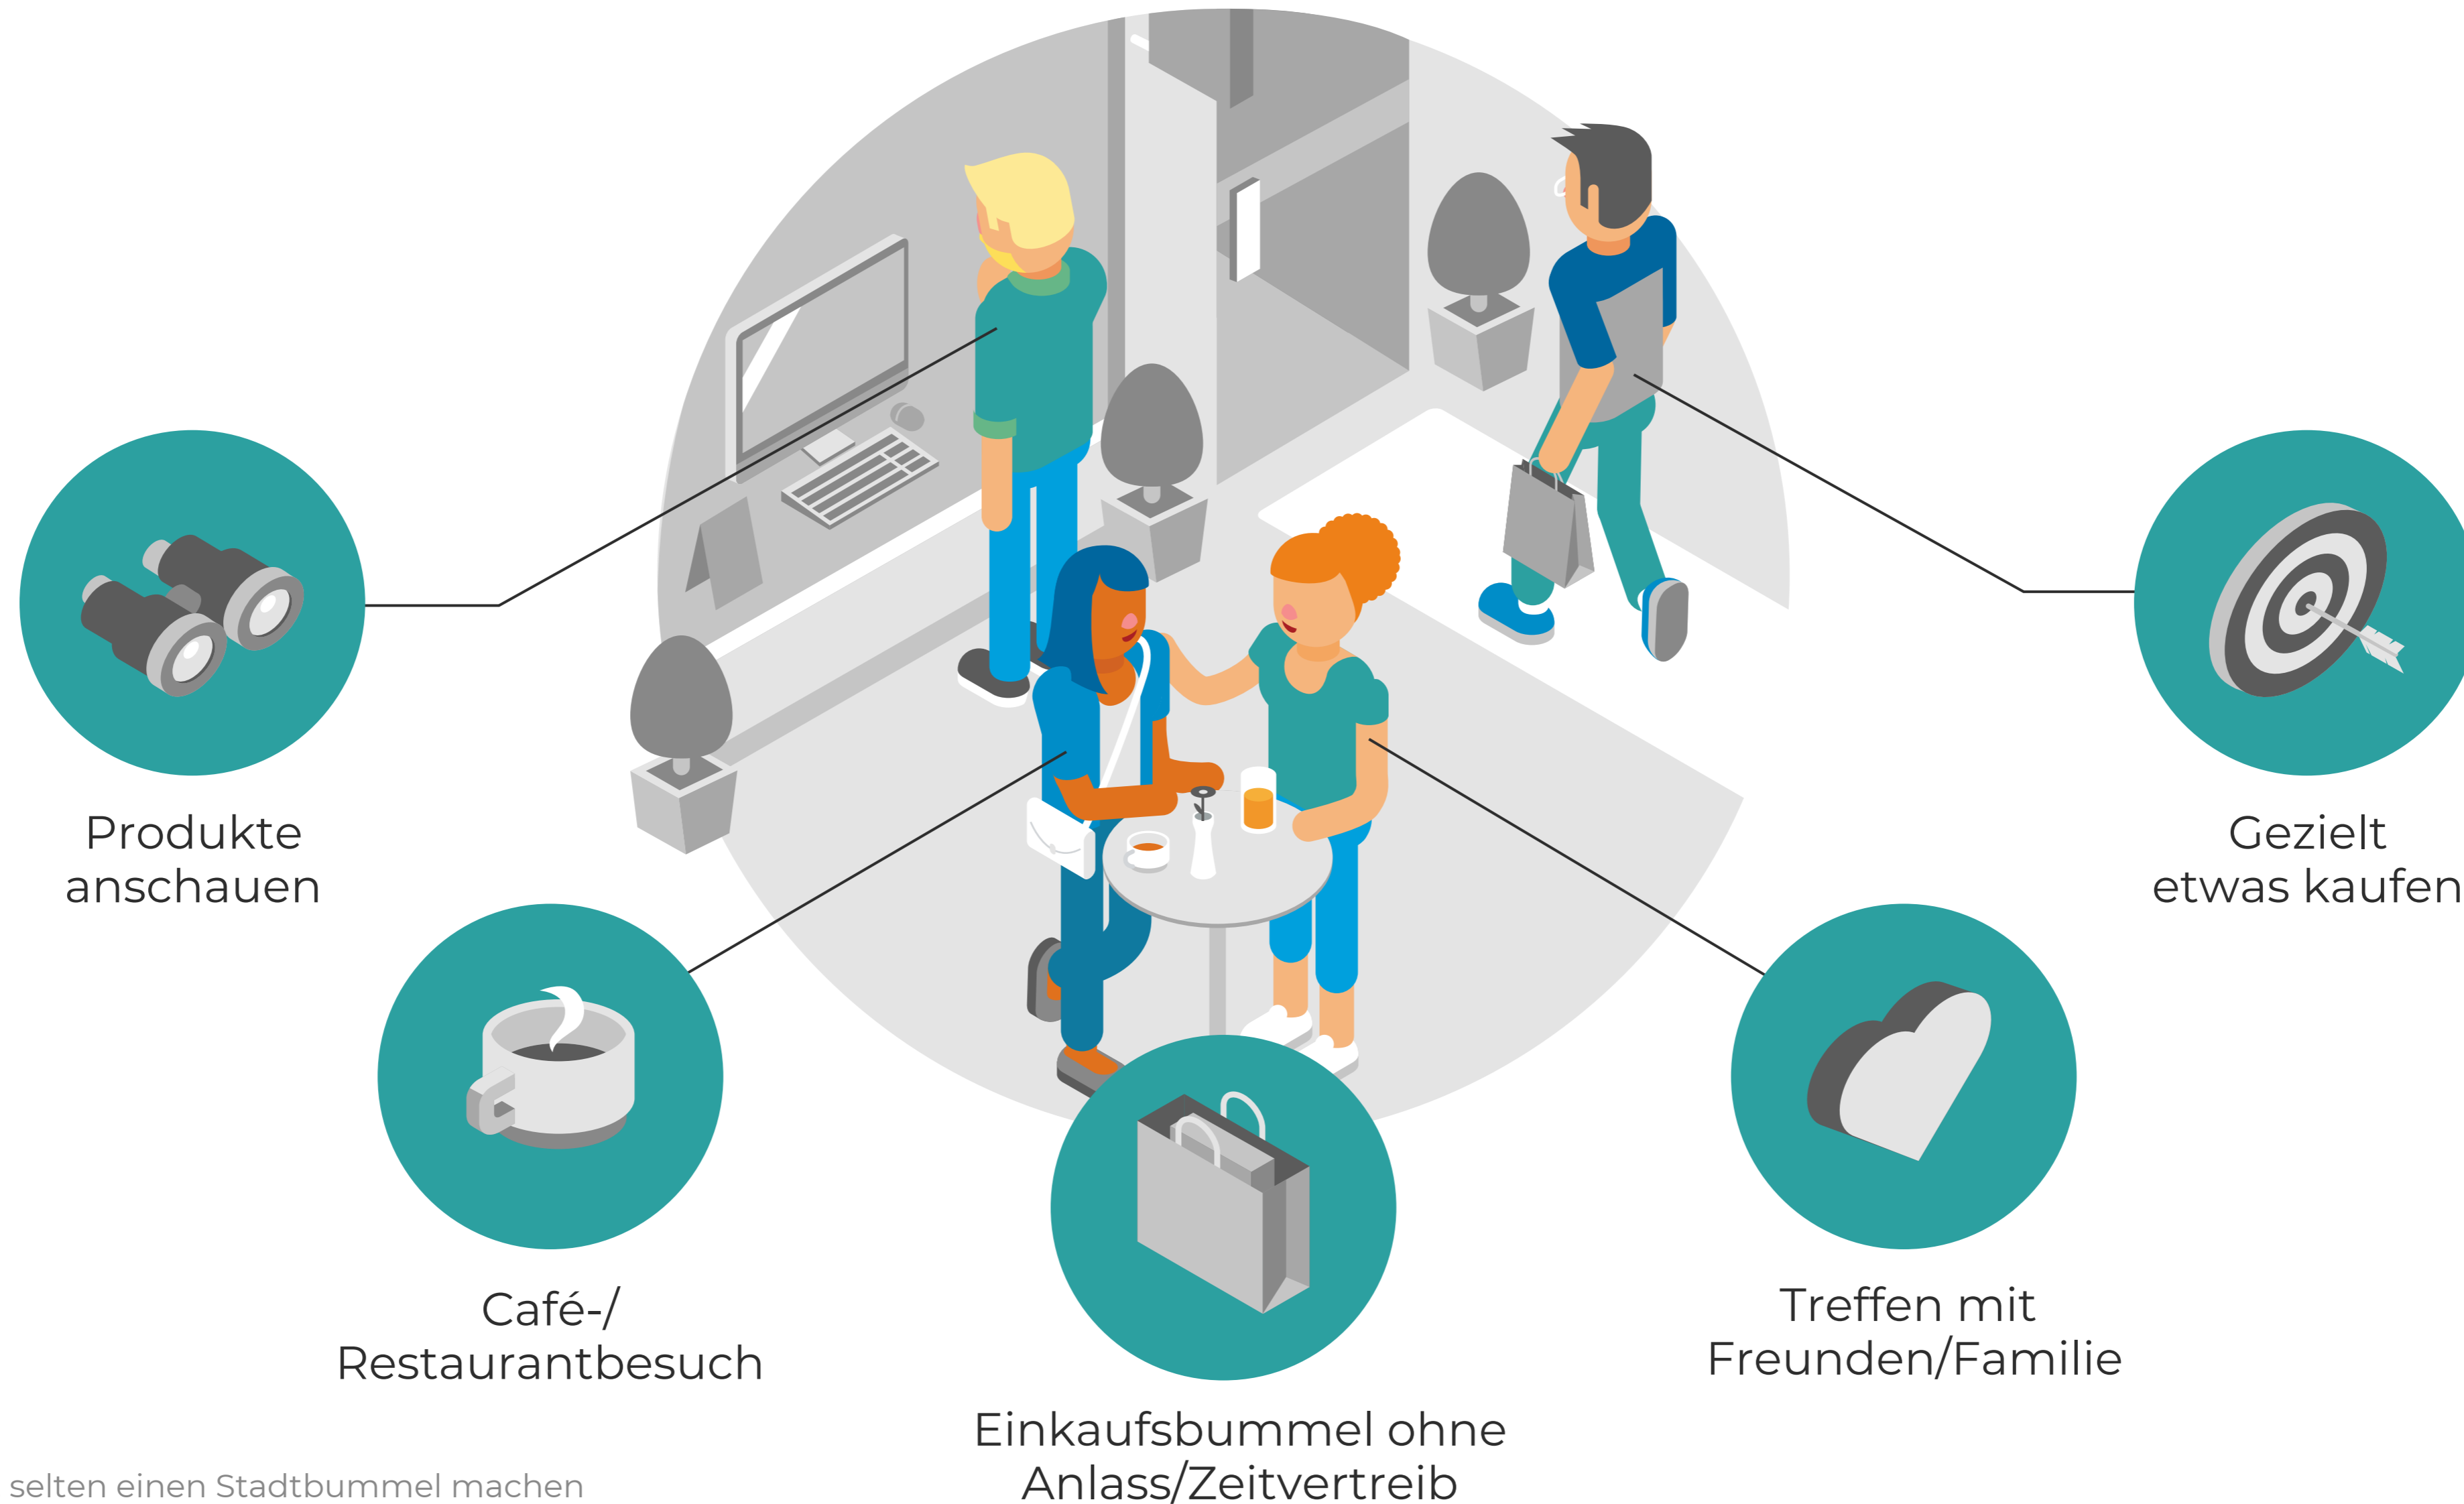 Produkte
anschauen
Gezielt
etwas kaufen
Café-/
Restaurantbesuch
Treffen mit
Freunden/Familie
Einkaufsbummel ohne
Anlass/Zeitvertreib
selten einen Stadtbummel machen